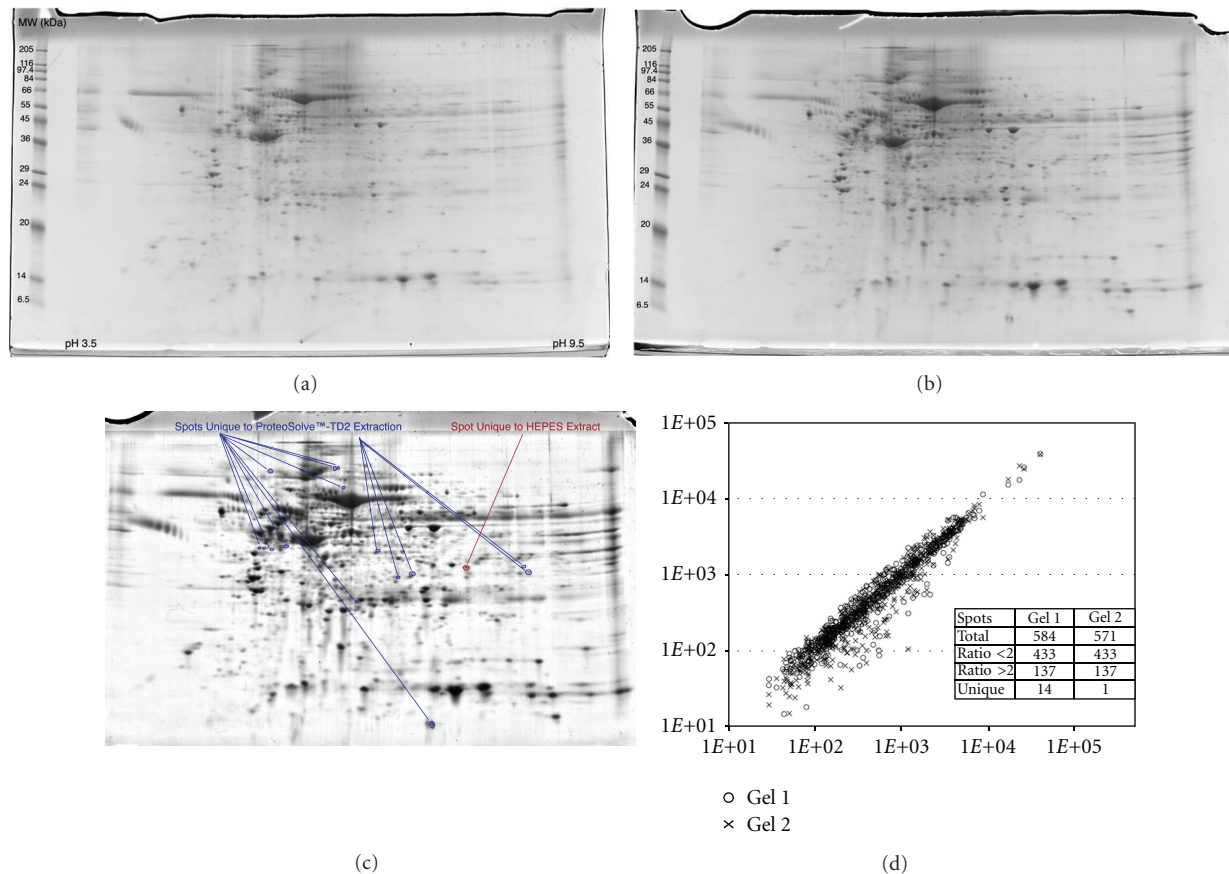 MW (kDa)
205
116
97.4
84
66
55
45
36
29
24
20
14
6.5
pH 3.5 pH 9.5
(a)
205
116
97.4
84
66
55
45
36
29
24
20
14
6.5
(b)
Spots Unique to ProteoSolve™-TD2 Extraction Spot Unique to HEPES Extract
(c)
1E+05
1E+04
1E+03
1E+02
1E+01
1E+01 1E+02 1E+03 1E+04 1E+05
Spots Gel 1 Gel 2
Total 584 571
Ratio <2 433 433
Ratio >2 137 137
Unique 14 1
Gel 1
Gel 2
(d)